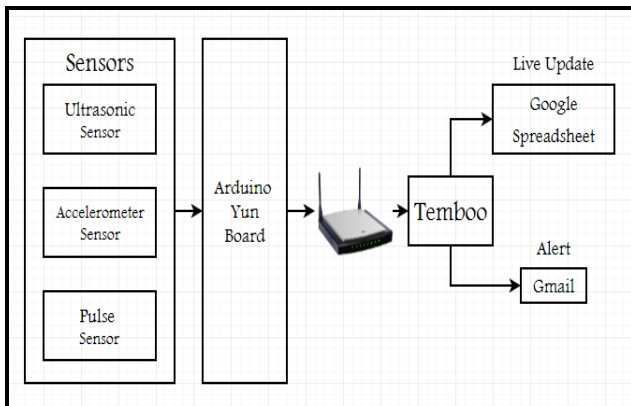 Sensors
Ultrasonic
Sensor
Accelerometer
Sensor
Pulse
Sensor
Arduino
Yun
Board
Temboo
Live Update
Google
Spreadsheet
Alert
Gmail